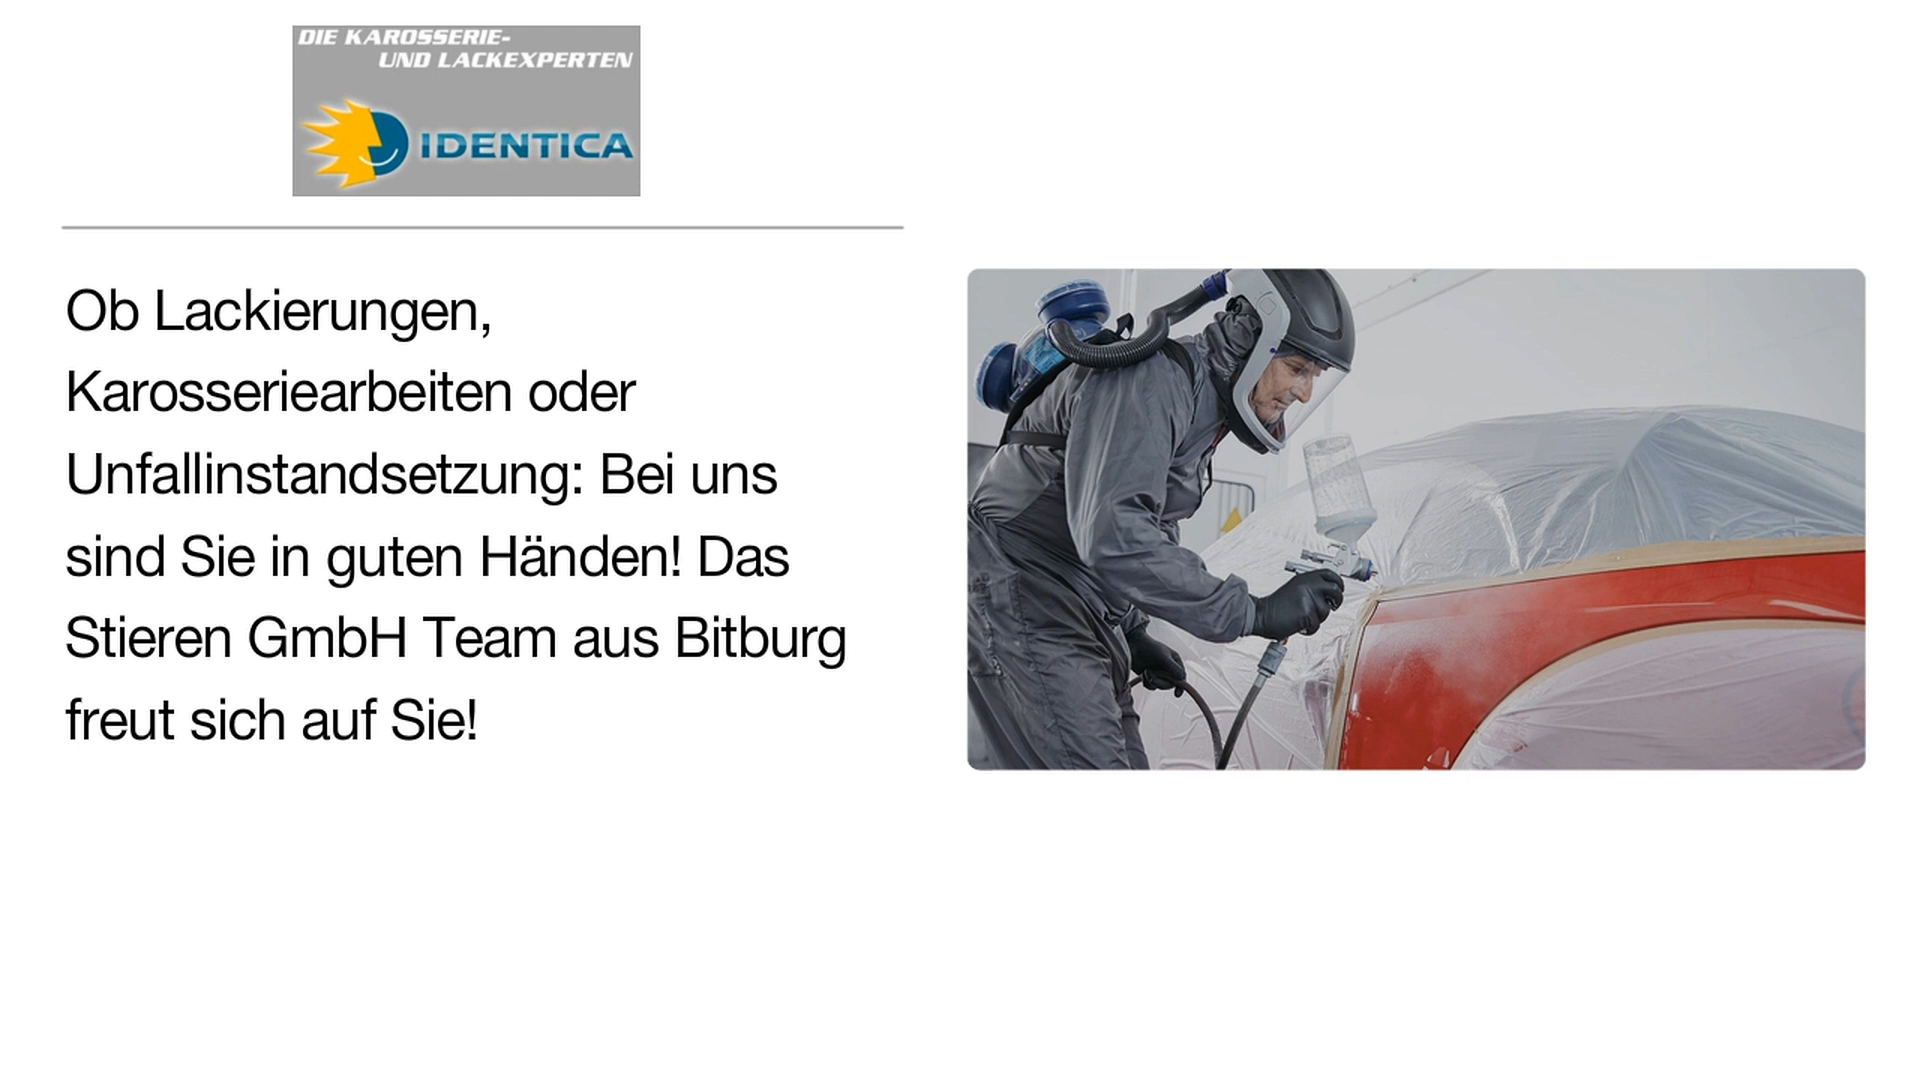 DIE KAROSSERIE-
UND LACKEXPERTEN
IDENTICA
Ob Lackierungen,
Karosseriearbeiten oder
Unfallinstandsetzung: Bei uns
sind Sie in guten Händen! Das
Stieren GmbH Team aus Bitburg
freut sich auf Sie!